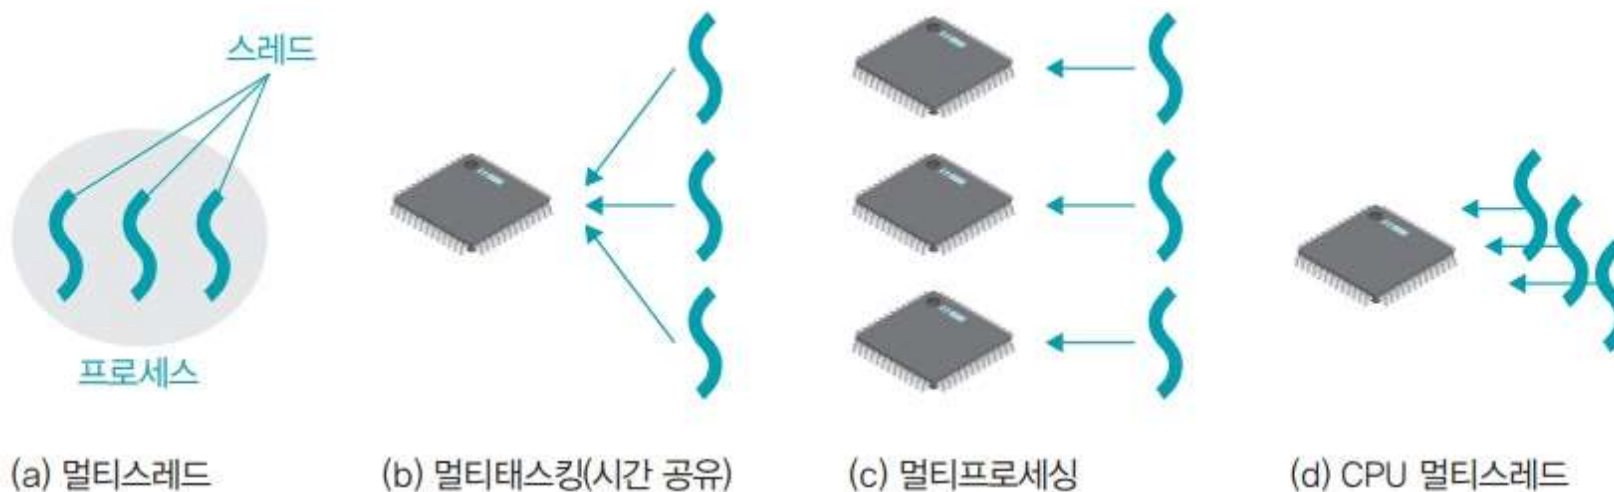 스레드
프로세스
(a) 멀티스레드
(b) 멀티태스킹(시간 공유)
(c) 멀티프로세싱
(d) CPU 멀티스레드